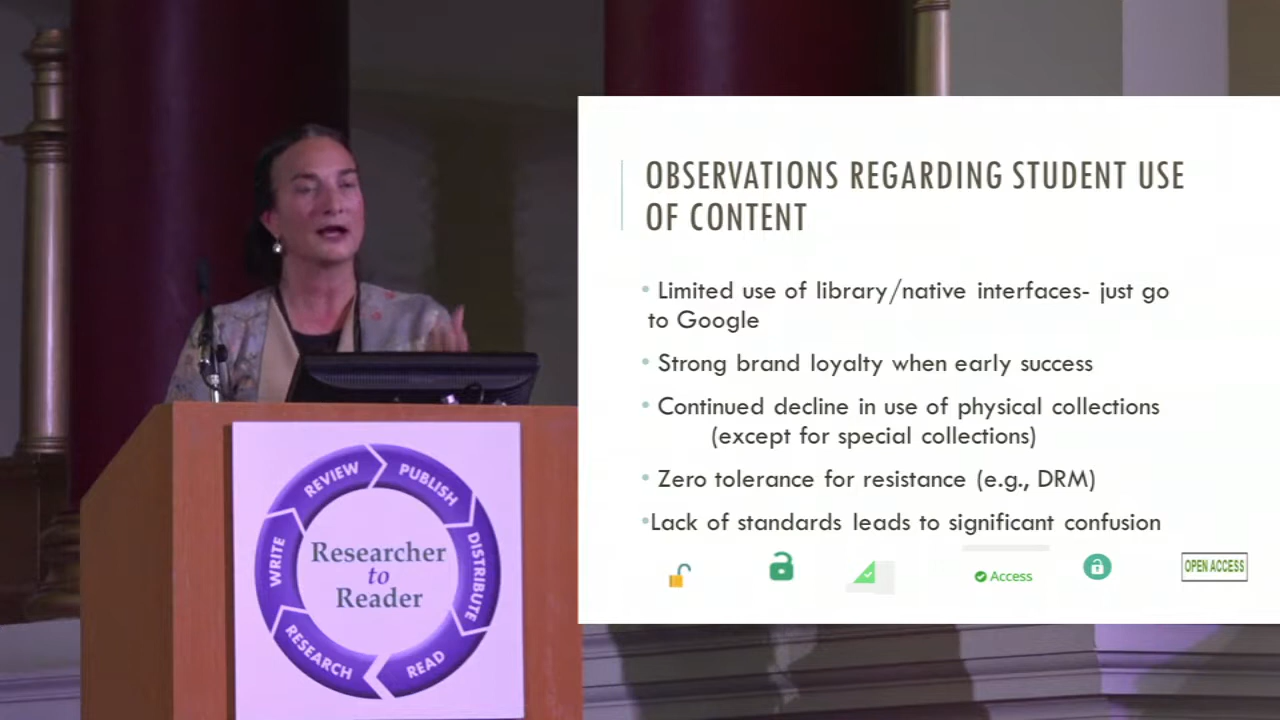 OBSERVATIONS REGARDING STUDENT USE
OF CONTENT
• Limited use of library/native interfaces- just go
to Google
• Strong brand loyalty when early success
• Continued decline in use of physical collections
(except for special collections)
• Zero tolerance for resistance (e.g., DRM)
•Lack of standards leads to significant confusion
Access
OPEN ACCESS
REVIEW
PUBLISH
DISTRIBUTE
READ
RESEARCH
WRITE
Researcher
to
Reader